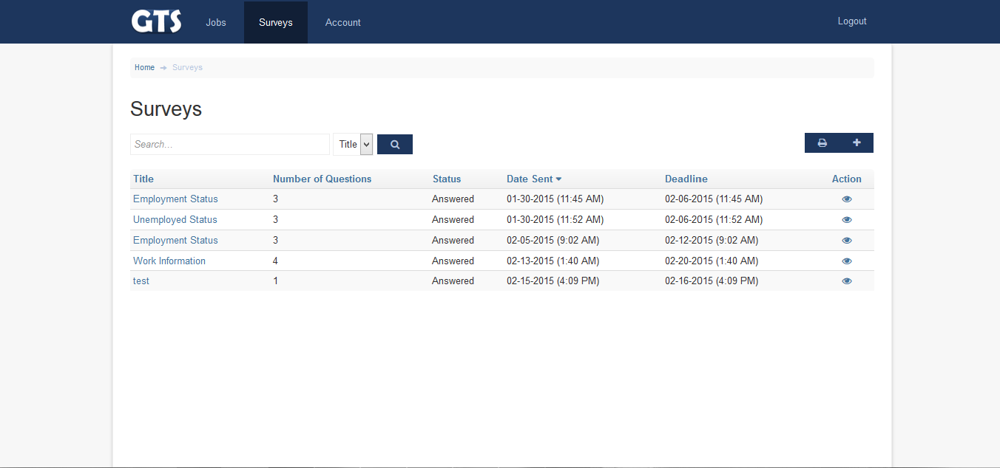 GTS Jobs Surveys Account Logout
Home Surveys
Surveys
Search... Title
Title Number of Questions Status Date Sent Deadline Action
Employment Status 3 Answered 01-30-2015 (11:45 AM) 02-06-2015 (11:45 AM)
Unemployed Status 3 Answered 01-30-2015 (11:52 AM) 02-06-2015 (11:52 AM)
Employment Status 3 Answered 02-05-2015 (9:02 AM) 02-12-2015 (9:02 AM)
Work Information 4 Answered 02-13-2015 (1:40 AM) 02-20-2015 (1:40 AM)
test 1 Answered 02-15-2015 (4:09 PM) 02-16-2015 (4:09 PM)